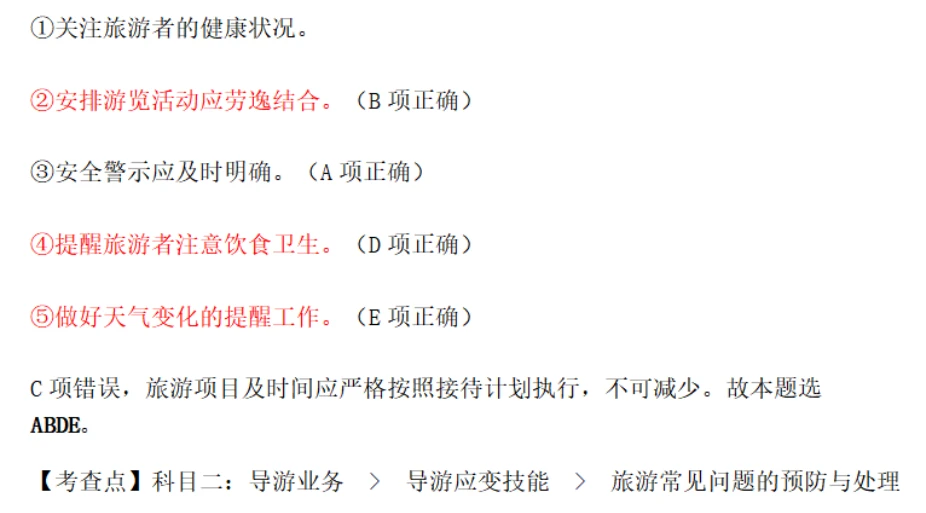 ①关注旅游者的健康状况。
②安排游览活动应劳逸结合。（B 项正确）
③安全警示应及时明确。（A 项正确）
④提醒旅游者注意饮食卫生。（D 项正确）
⑤做好天气变化的提醒工作。（E 项正确）
C 项错误，旅游项目及时间应严格按照接待计划执行，不可减少。故本题选
ABDE。
【考查点】科目二：导游业务 > 导游应变技能 > 旅游常见问题的预防与处理